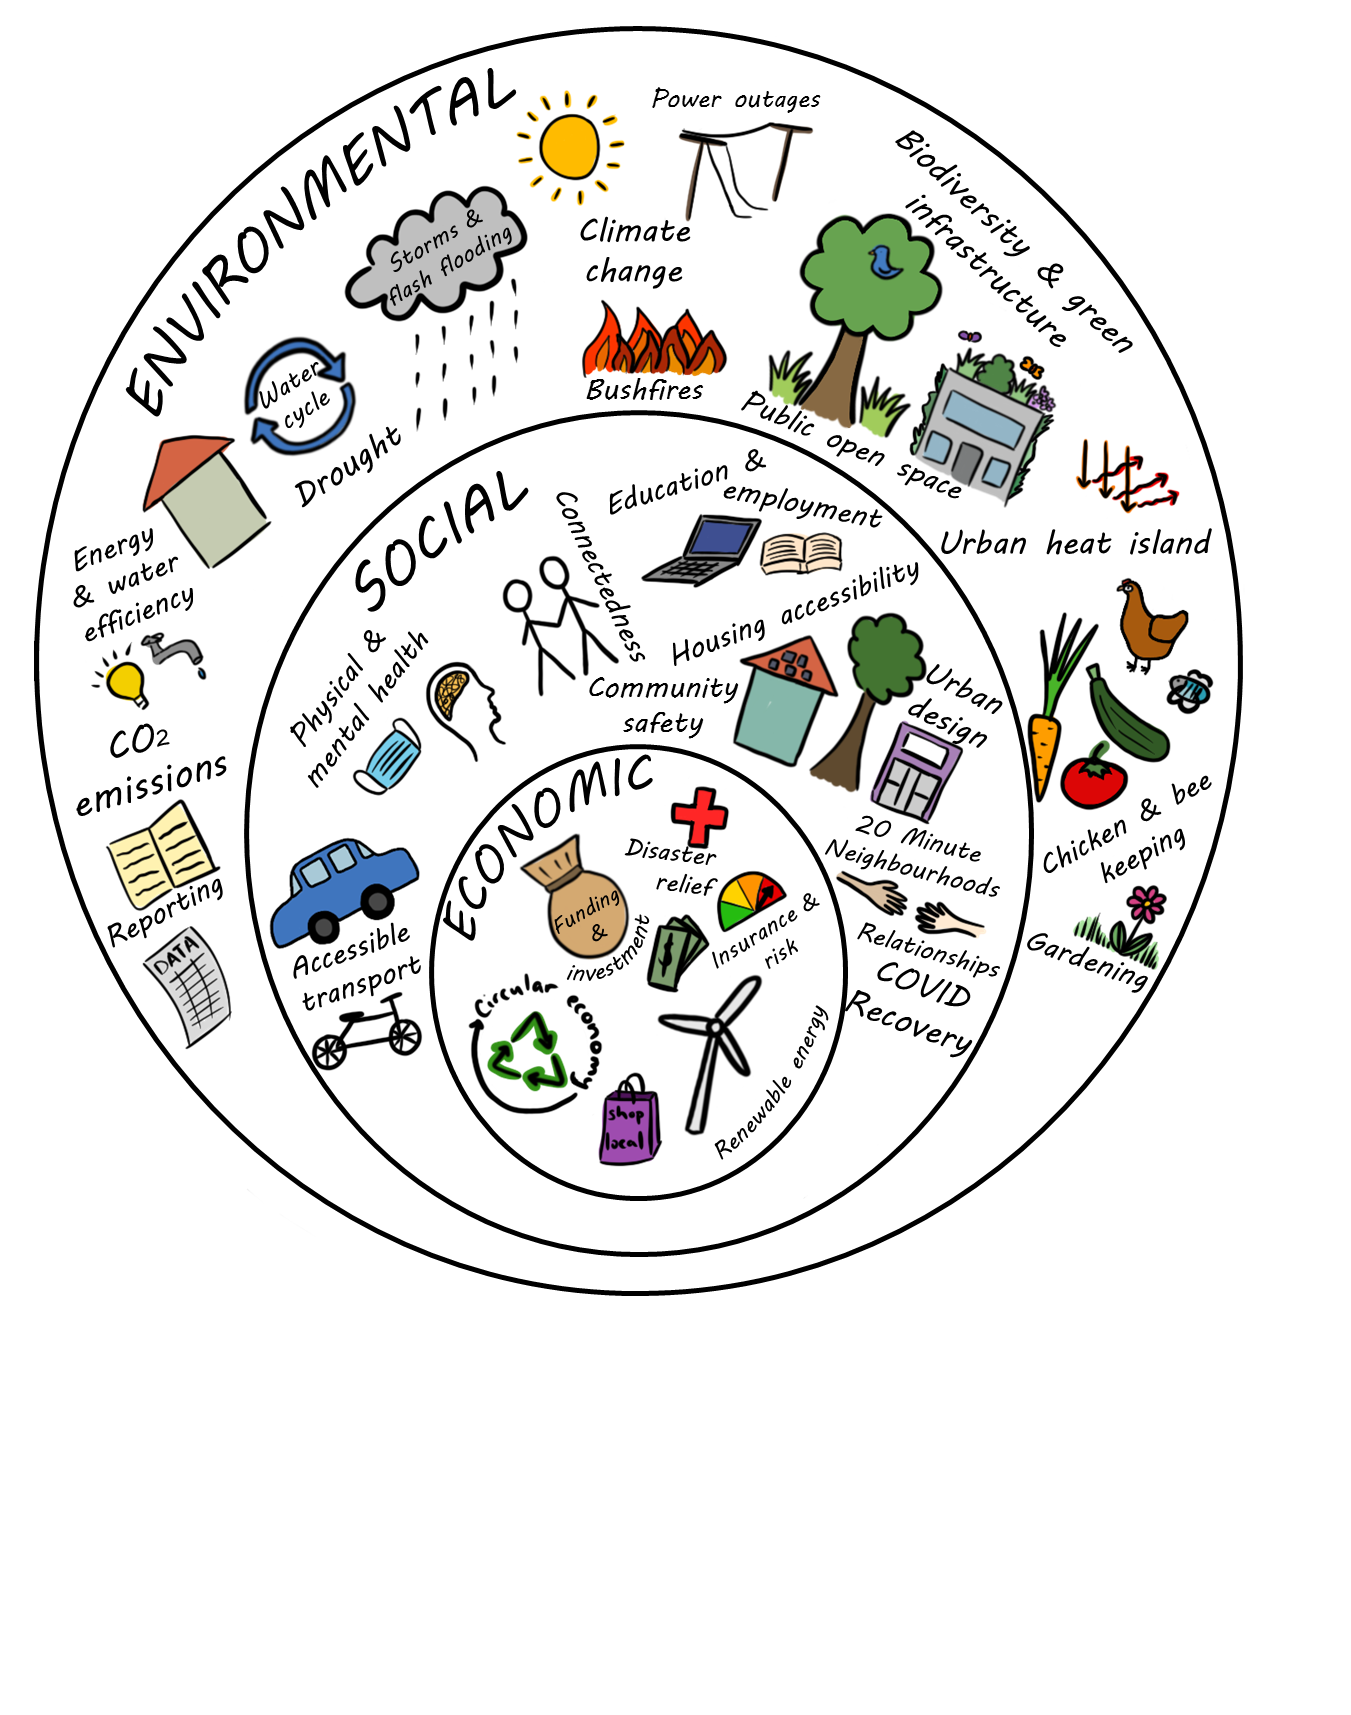 ENVIRONMENTAL
Power outages
Climate
change
Bushfires
Storms &
flash flooding
Water
cycle
Drought
Energy
& water
efficiency
CO2
emissions
Reporting
DATA
Biodiversity & green
infrastructure
Public open space
Urban heat island
Chicken & bee
keeping
Gardening
SOCIAL
Physical &
mental health
Connectedness
Education &
employment
Housing accessibility
Community
safety
Urban
design
20 Minute
Neighbourhoods
Relationships
COVID
Recovery
Accessible
transport
ECONOMIC
Disaster
relief
Funding
&
investment
Insurance &
risk
Circular economy
shop
local
Renewable energy